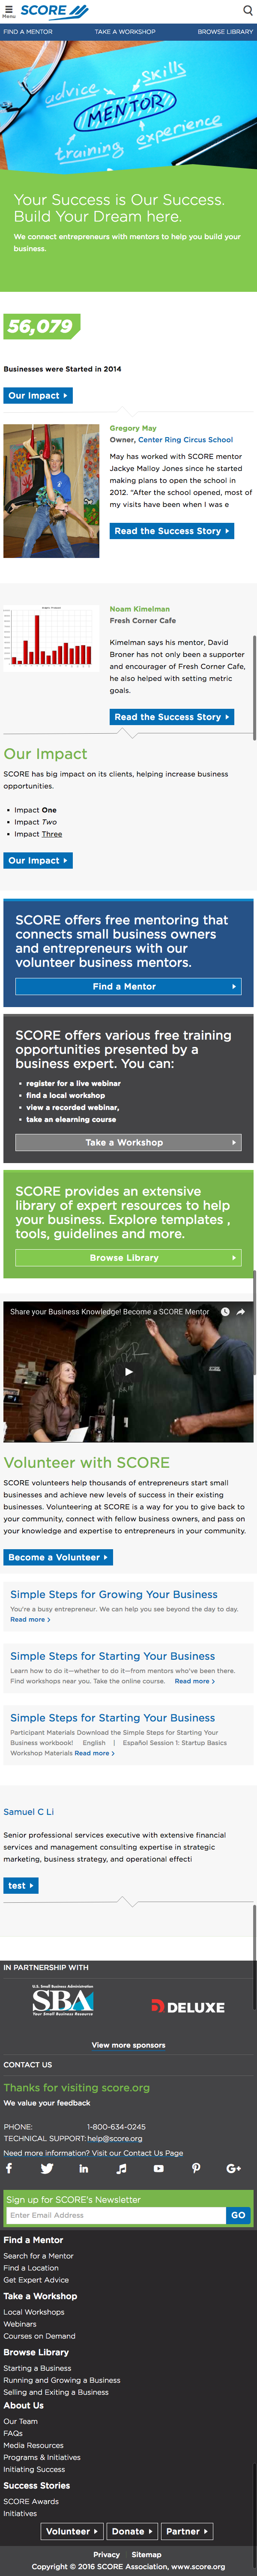 Menu
SCORE
FIND A MENTOR
TAKE A WORKSHOP
BROWSE LIBRARY
advice
skills
MENTOR
training
experience
Your Success is Our Success.
Build Your Dream here.
We connect entrepreneurs with mentors to help you build your
business.
56,079
Businesses were Started in 2014
Our Impact
Gregory May
Owner, Center Ring Circus School
May has worked with SCORE mentor
Jackye Malloy Jones since he started
making plans to open the school in
2012. “After the school opened, most of
my visits have been when I was e
Read the Success Story
Noam Kimelman
Fresh Corner Cafe
Kimelman says his mentor, David
Broner has not only been a supporter
and encourager of Fresh Corner Cafe,
he also helped with setting metric
goals.
Read the Success Story
Our Impact
SCORE has big impact on its clients, helping increase business
opportunities.
• Impact One
• Impact Two
• Impact Three
Our Impact
SCORE offers free mentoring that
connects small business owners
and entrepreneurs with our
volunteer business mentors.
Find a Mentor
SCORE offers various free training
opportunities presented by a
business expert. You can:
• register for a live webinar
• find a local workshop
• view a recorded webinar,
• take an elearning course
Take a Workshop
SCORE provides an extensive
library of expert resources to help
your business. Explore templates ,
tools, guidelines and more.
Browse Library
Share your Business Knowledge! Become a SCORE Mentor
SCORE
Volunteer with SCORE
SCORE volunteers help thousands of entrepreneurs start small
businesses and achieve new levels of success in their existing
businesses. Volunteering at SCORE is a way for you to give back to
your community, connect with fellow business owners, and pass on
your knowledge and expertise to entrepreneurs in your community.
Become a Volunteer
Simple Steps for Growing Your Business
You're a busy entrepreneur. We can help you see beyond the day to day.
Read more >
Simple Steps for Starting Your Business
Learn how to do it—whether to do it—from mentors who've been there.
Find workshops near you. Take the online course. Read more >
Simple Steps for Starting Your Business
Participant Materials Download the Simple Steps for Starting Your
Business workbook! English | Español Session 1: Startup Basics
Workshop Materials Read more >
Samuel C Li
Senior professional services executive with extensive financial
services and management consulting expertise in strategic
marketing, business strategy, and operational effecti
test
IN PARTNERSHIP WITH
U.S. Small Business Administration
SBA
Your Small Business Resource
DELUXE
View more sponsors
CONTACT US
Thanks for visiting score.org
We value your feedback
PHONE: 1-800-634-0245
TECHNICAL SUPPORT: help@score.org
Need more information? Visit our Contact Us Page
Sign up for SCORE's Newsletter
Enter Email Address
GO
Find a Mentor
Search for a Mentor
Find a Location
Get Expert Advice
Take a Workshop
Local Workshops
Webinars
Courses on Demand
Browse Library
Starting a Business
Running and Growing a Business
Selling and Exiting a Business
About Us
Our Team
FAQs
Media Resources
Programs & Initiatives
Initiating Success
Success Stories
SCORE Awards
Initiatives
Volunteer
Donate
Partner
Privacy Sitemap
Copyright © 2016 SCORE Association, www.score.org